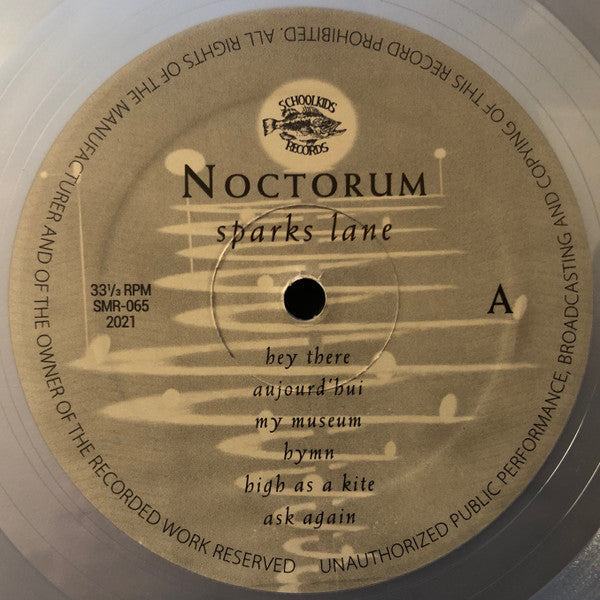 ALL RIGHTS OF THE MANUFACTURER AND OF THE OWNER OF THE RECORDED WORK RESERVED
UNAUTHORIZED PUBLIC PERFORMANCE, BROADCASTING AND COPYING OF THIS RECORD PROHIBITED.
SCHOOLKIDS
RECORDS
NOCTORUM
sparks lane
33⅓ RPM
SMR-065
2021
A
hey there
aujourd'hui
my museum
hymn
high as a kite
ask again